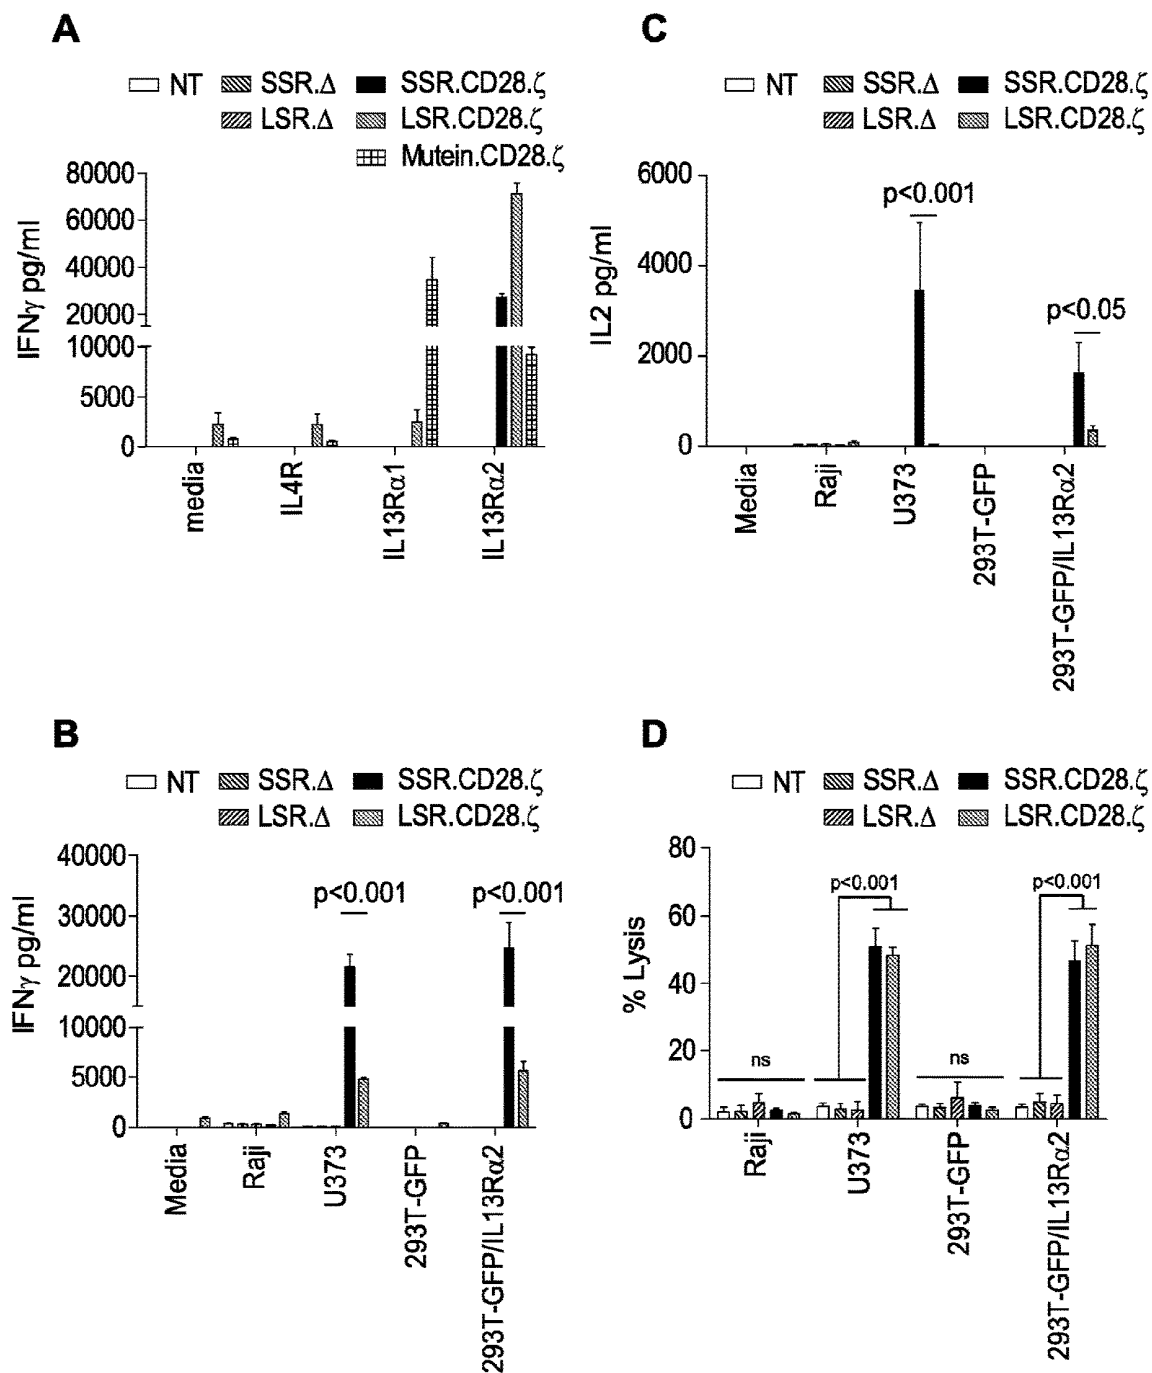 A
NT SSR.Δ SSR.CD28.ζ
LSR.Δ LSR.CD28.ζ
Mutein.CD28.ζ
80000
60000
40000
20000
10000
5000
0
IFNγ pg/ml
media
IL4R
IL13Rα1
IL13Rα2
C
NT SSR.Δ SSR.CD28.ζ
LSR.Δ LSR.CD28.ζ
6000
4000
2000
0
IL2 pg/ml
p<0.001
p<0.05
Media
Raji
U373
293T-GFP
293T-GFP/IL13Rα2
B
NT SSR.Δ SSR.CD28.ζ
LSR.Δ LSR.CD28.ζ
40000
30000
20000
10000
5000
0
IFNγ pg/ml
p<0.001
p<0.001
Media
Raji
U373
293T-GFP
293T-GFP/IL13Rα2
D
NT SSR.Δ SSR.CD28.ζ
LSR.Δ LSR.CD28.ζ
80
60
40
20
0
% Lysis
ns
p<0.001
ns
p<0.001
Raji
U373
293T-GFP
293T-GFP/IL13Rα2